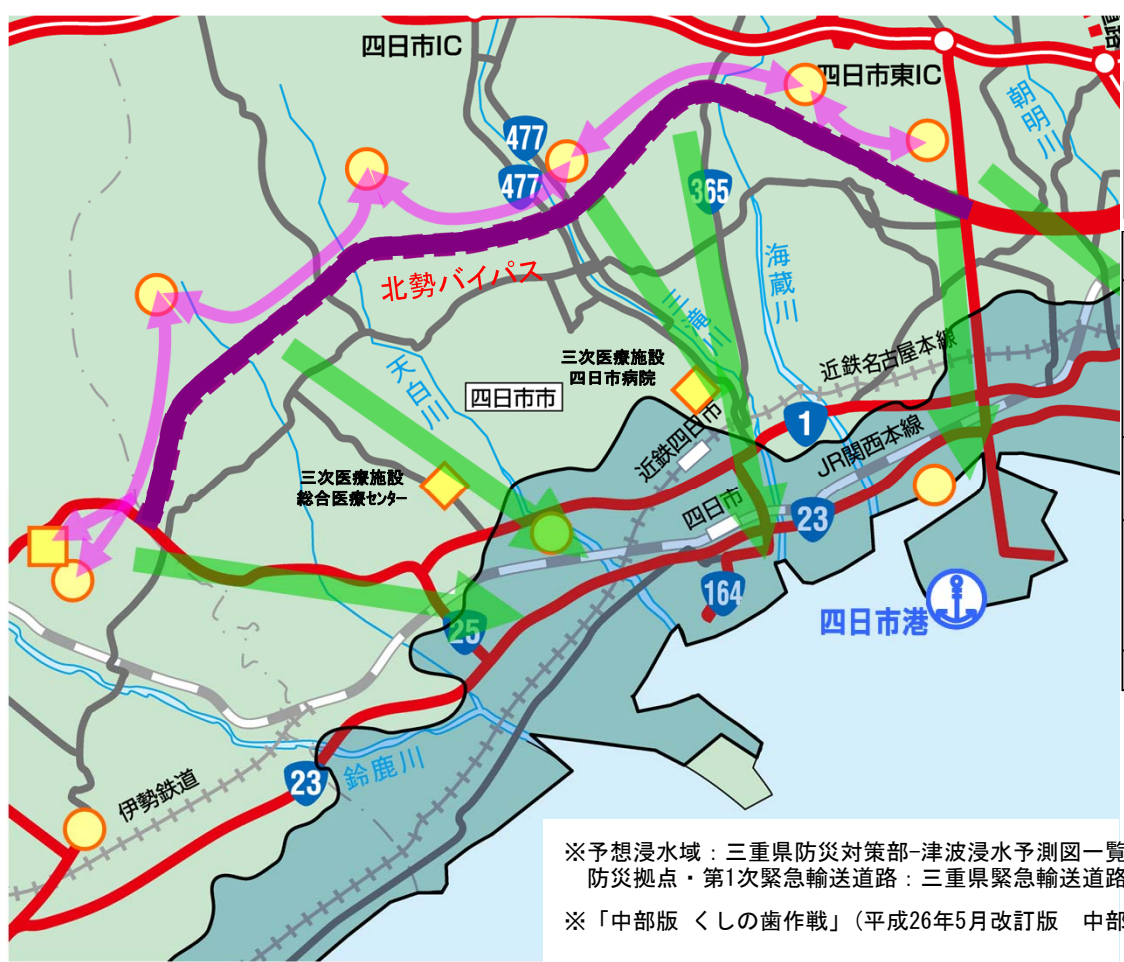 四日市IC
四日市東IC
朝明川
477
477
365
海蔵川
北勢バイパス
三滝川
三次医療施設
四日市病院
近鉄名古屋本線
天白川
四日市市
1
近鉄四日市
JR関西本線
三次医療施設
総合医療センター
四日市
23
164
25
四日市港
鈴鹿川
23
伊勢鉄道
※予想浸水域：三重県防災対策部-津波浸水予測図一覧
防災拠点・第1次緊急輸送道路：三重県緊急輸送道路
※「中部版 くしの歯作戦」（平成26年5月改訂版 中部